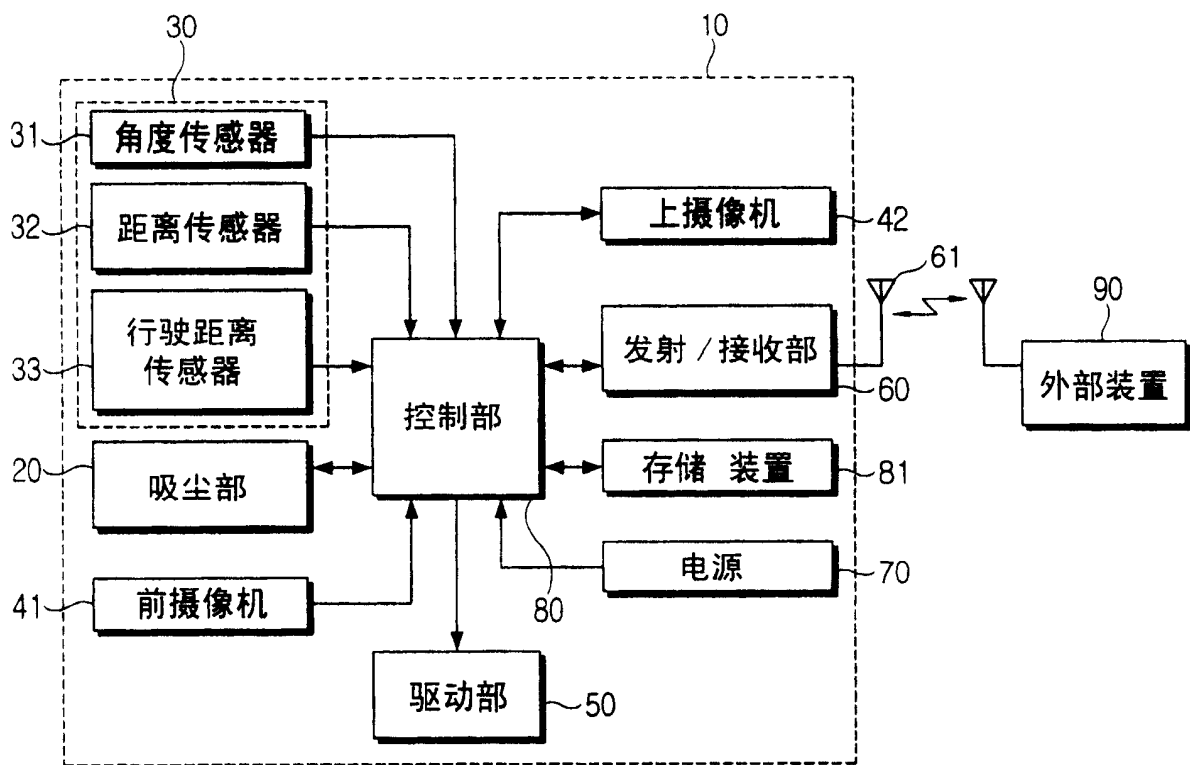 30
10
31
角度传感器
32
距离传感器
上摄像机
42
61
33
行驶距离
传感器
发射／接收部
60
90
外部装置
控制部
20
吸尘部
存储 装置
81
电源
70
41
前摄像机
80
驱动部
50